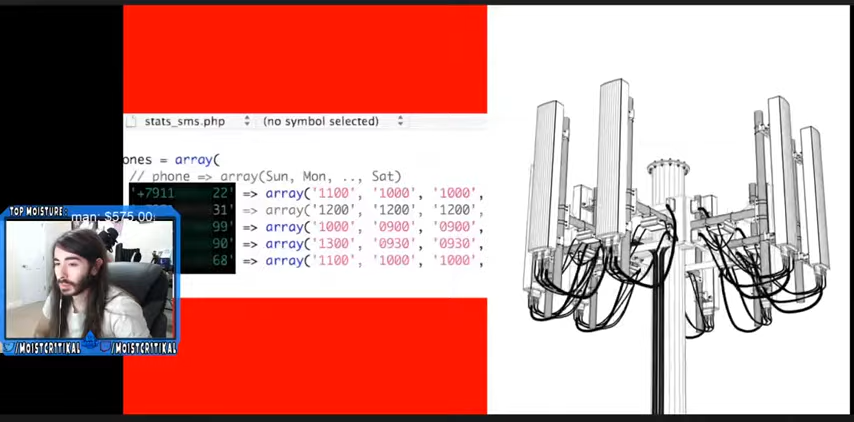 stats_sms.php (no symbol selected)
ones = array(
// phone => array(Sun, Mon, .., Sat)
'+7911 22' => array('1100', '1000', '1000',
31' => array('1200', '1200', '1200',
99' => array('1000', '0900', '0900',
90' => array('1300', '0930', '0930',
68' => array('1100', '1000', '1000',
TOP MOISTURE:
man: $575.00
/MOISTCR1TIKAL
/MOISTCR1TIKAL